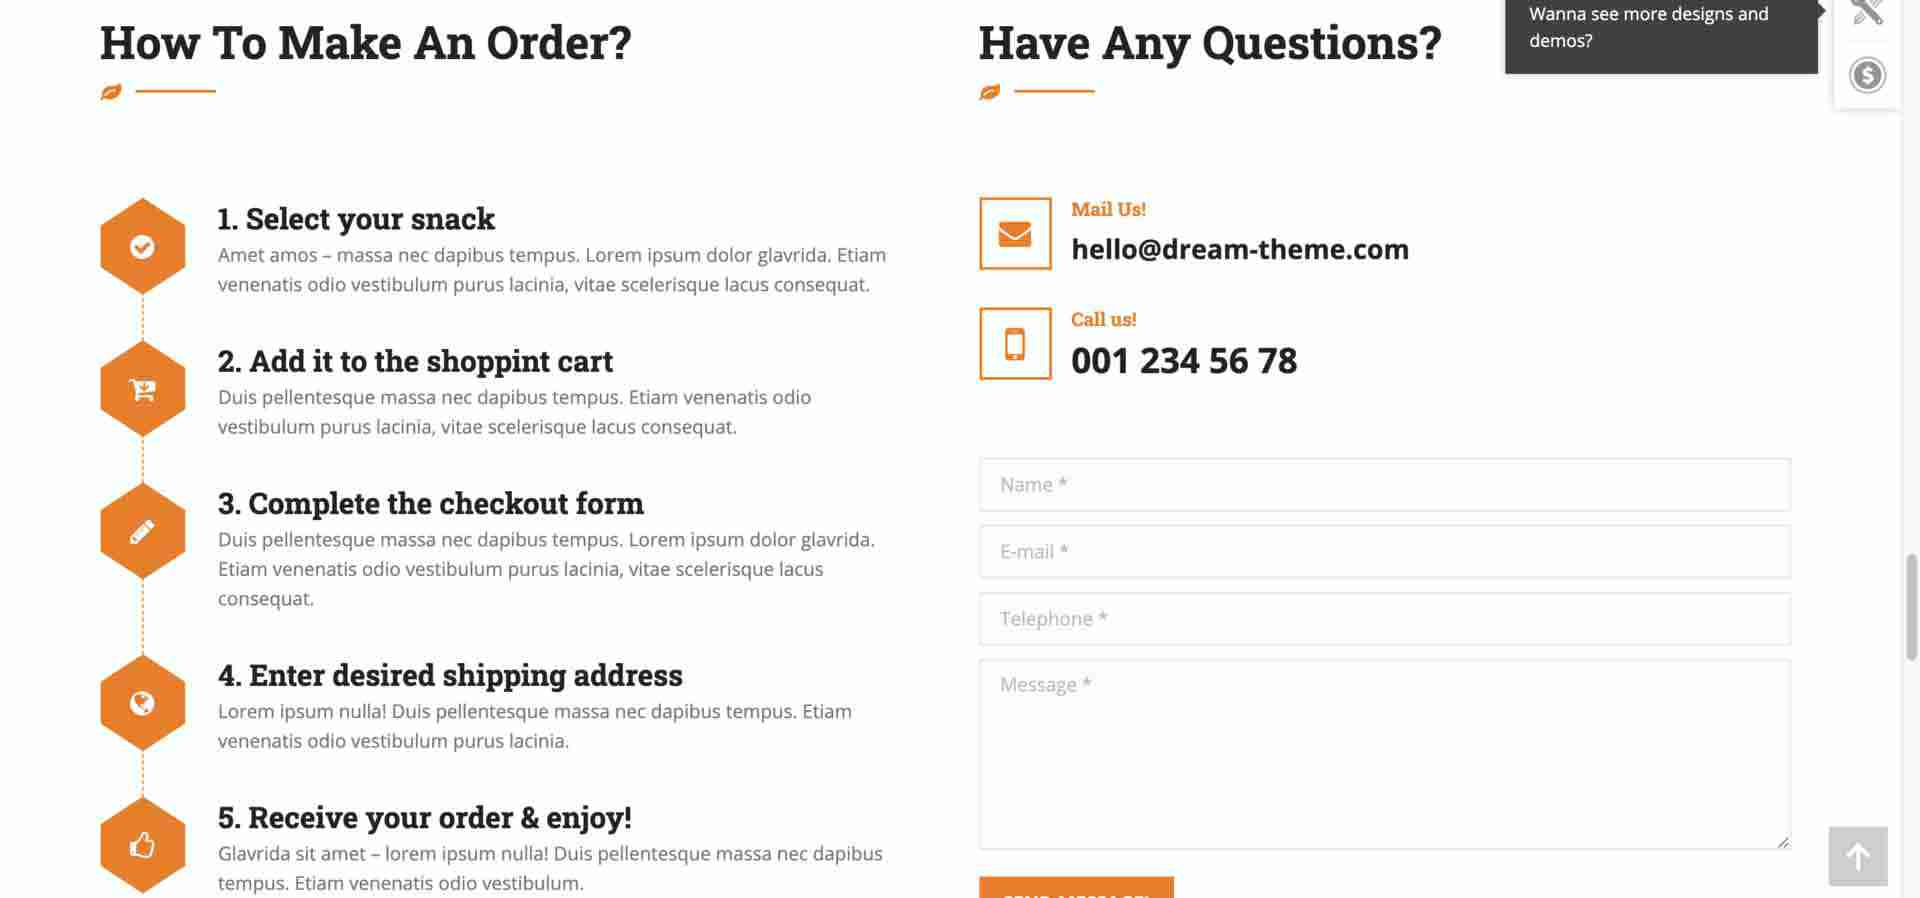 How To Make An Order?
1. Select your snack
Amet amos – massa nec dapibus tempus. Lorem ipsum dolor glavrida. Etiam
venenatis odio vestibulum purus lacinia, vitae scelerisque lacus consequat.
2. Add it to the shoppint cart
Duis pellentesque massa nec dapibus tempus. Etiam venenatis odio
vestibulum purus lacinia, vitae scelerisque lacus consequat.
3. Complete the checkout form
Duis pellentesque massa nec dapibus tempus. Lorem ipsum dolor glavrida.
Etiam venenatis odio vestibulum purus lacinia, vitae scelerisque lacus
consequat.
4. Enter desired shipping address
Lorem ipsum nulla! Duis pellentesque massa nec dapibus tempus. Etiam
venenatis odio vestibulum purus lacinia.
5. Receive your order & enjoy!
Glavrida sit amet – lorem ipsum nulla! Duis pellentesque massa nec dapibus
tempus. Etiam venenatis odio vestibulum.
Have Any Questions?
Mail Us!
hello@dream-theme.com
Call us!
001 234 56 78
Name *
E-mail *
Telephone *
Message *
Wanna see more designs and
demos?